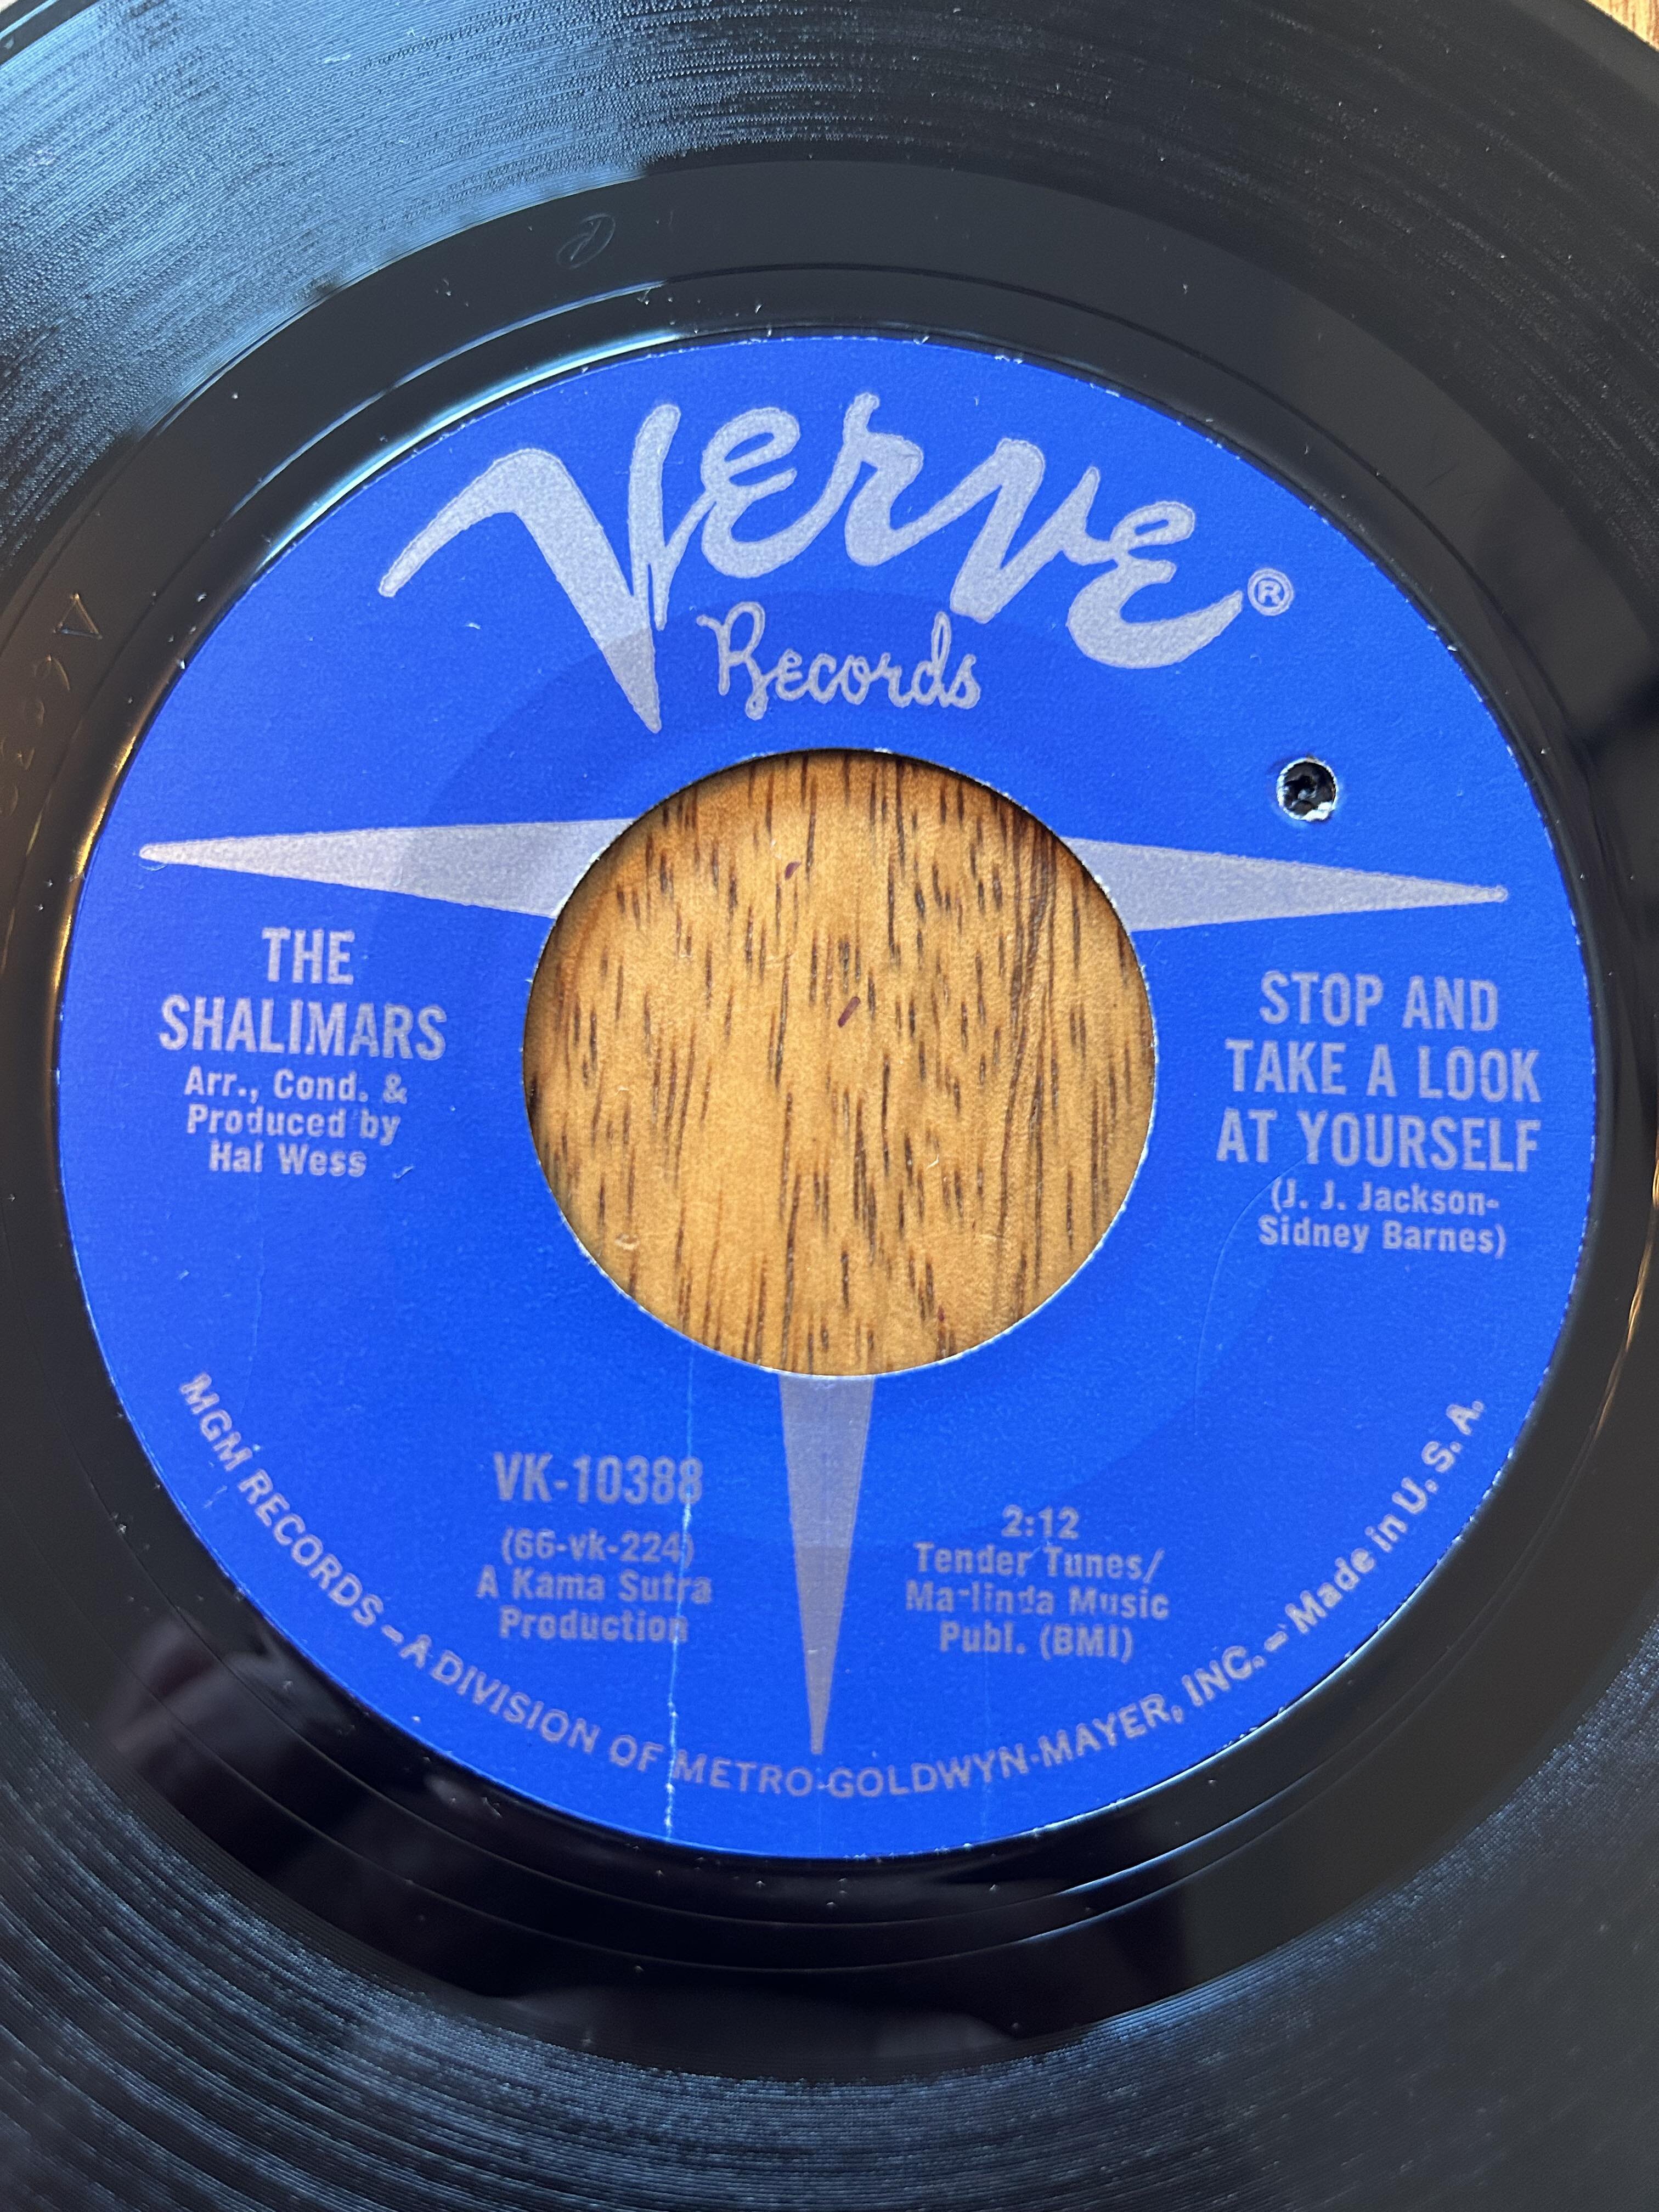 Verve®
Records
THE
SHALIMARS
Arr., Cond. &
Produced by
Hal Wess
STOP AND
TAKE A LOOK
AT YOURSELF
(J. J. Jackson-
Sidney Barnes)
VK-10388
(66-vk-224)
A Kama Sutra
Production
2:12
Tender Tunes/
Ma-linda Music
Publ. (BMI)
MGM RECORDS – A DIVISION OF METRO-GOLDWYN-MAYER, INC. – Made in U. S. A.